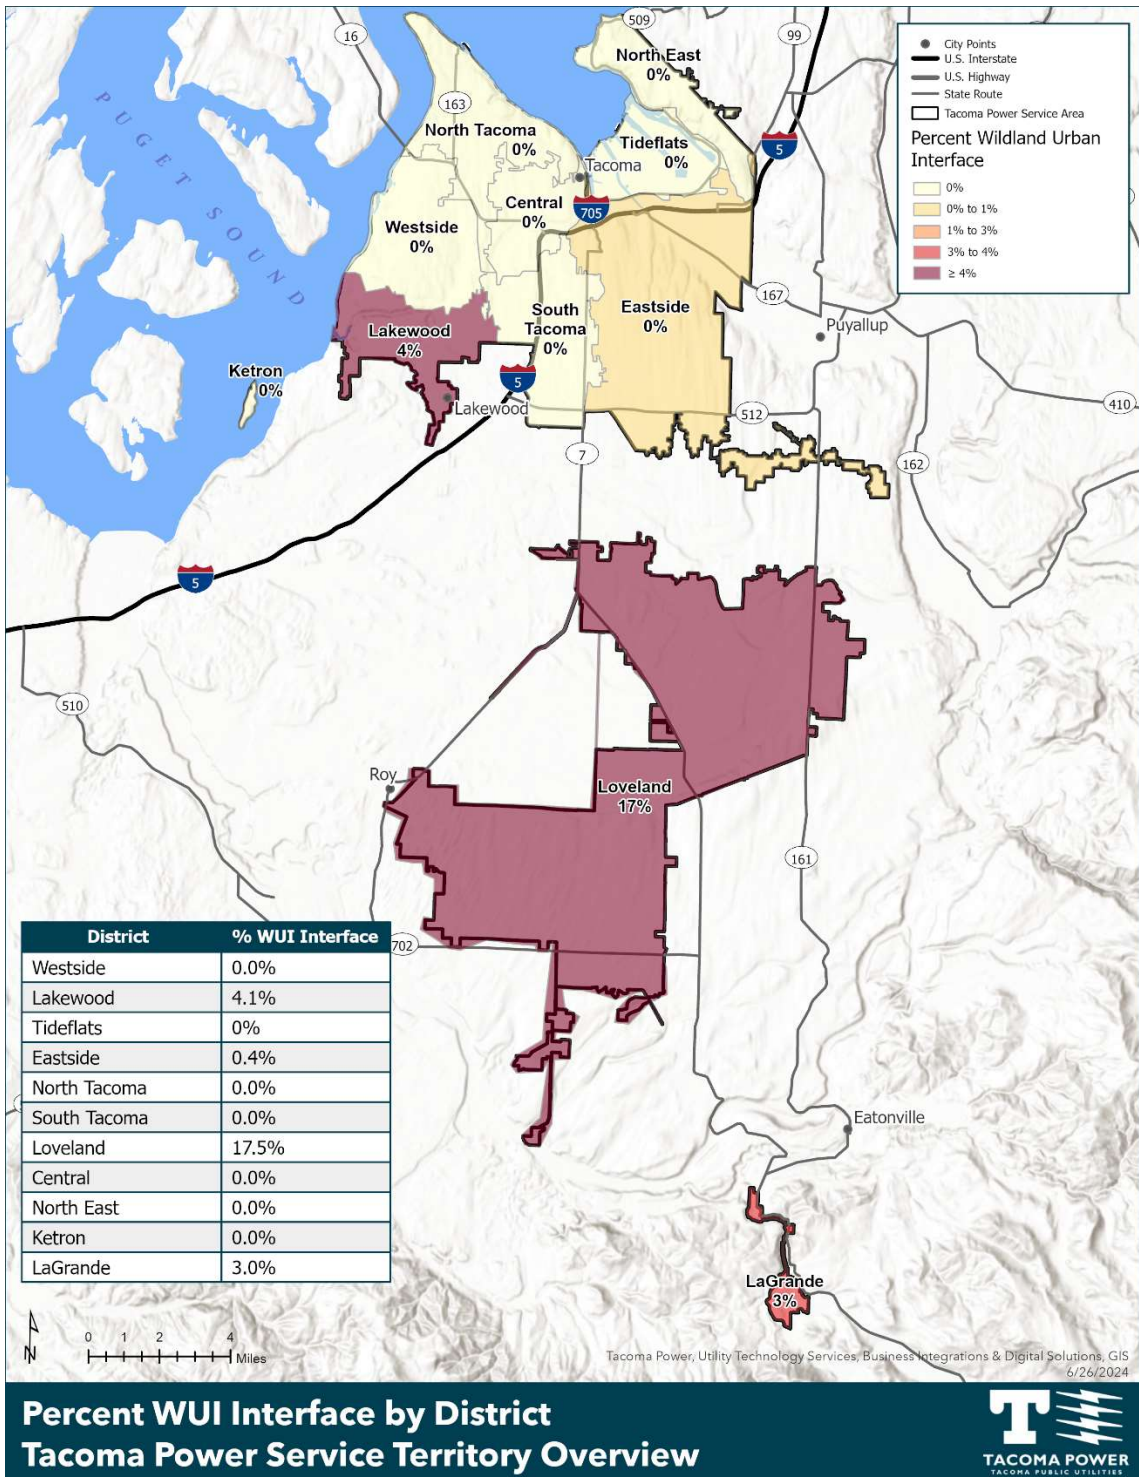 509
16
99
North East
0%
163
North Tacoma
0%
Tideflats
0%
5
Tacoma
705
Central
0%
Westside
0%
PUGET SOUND
City Points
U.S. Interstate
U.S. Highway
State Route
Tacoma Power Service Area
Percent Wildland Urban
Interface
0%
0% to 1%
1% to 3%
3% to 4%
≥ 4%
167
South
Tacoma
0%
Eastside
0%
Puyallup
Lakewood
4%
Ketron
0%
5
Lakewood
512
410
7
162
5
510
Roy
Loveland
17%
161
702
District % WUI Interface
Westside 0.0%
Lakewood 4.1%
Tideflats 0%
Eastside 0.4%
North Tacoma 0.0%
South Tacoma 0.0%
Loveland 17.5%
Central 0.0%
North East 0.0%
Ketron 0.0%
LaGrande 3.0%
Eatonville
LaGrande
3%
N
0 1 2 4
Miles
Tacoma Power, Utility Technology Services, Business Integrations & Digital Solutions, GIS
6/26/2024
Percent WUI Interface by District
Tacoma Power Service Territory Overview
T
TACOMA POWER
TACOMA PUBLIC UTILITIES